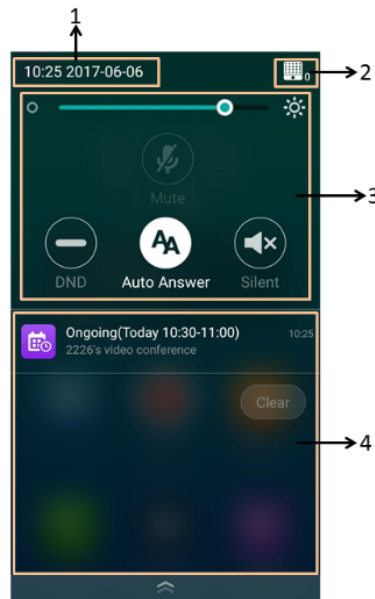 1
10:25 2017-06-06
0
2
Mute
3
DND
Auto Answer
Silent
Ongoing(Today 10:30-11:00)
10:25
2226's video conference
Clear
4